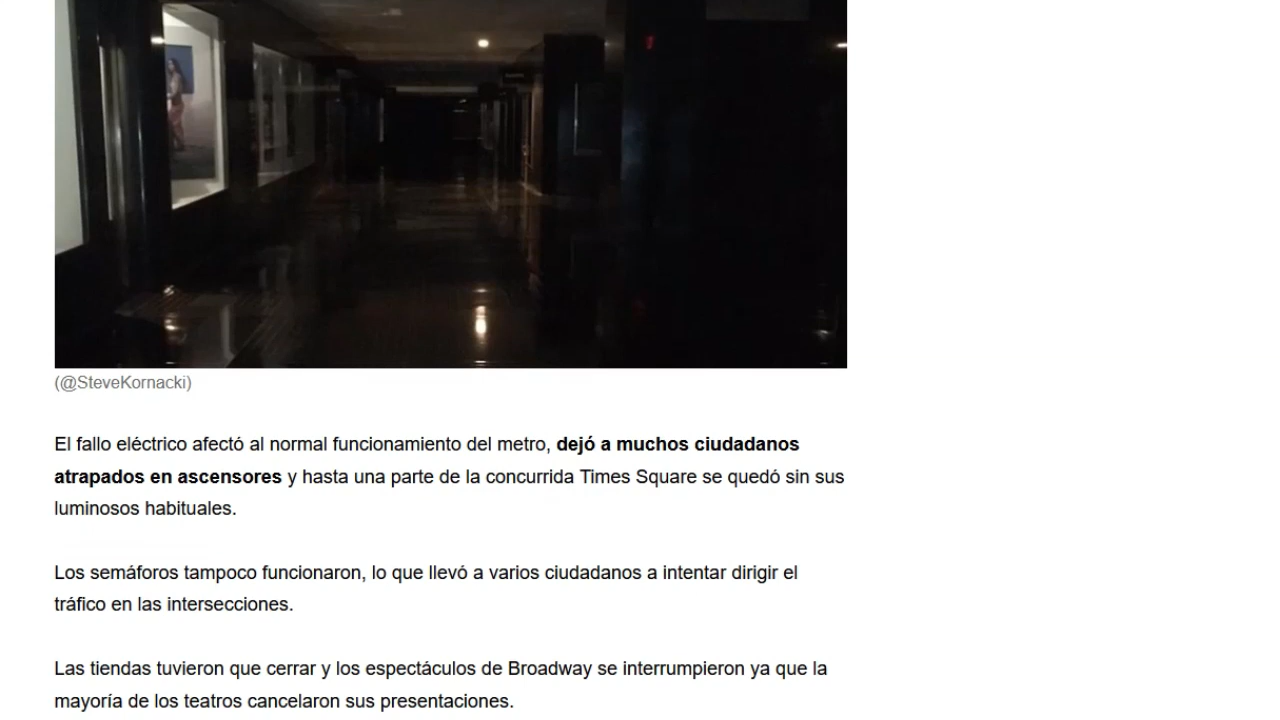 (@SteveKornacki)
El fallo eléctrico afectó al normal funcionamiento del metro, dejó a muchos ciudadanos
atrapados en ascensores y hasta una parte de la concurrida Times Square se quedó sin sus
luminosos habituales.
Los semáforos tampoco funcionaron, lo que llevó a varios ciudadanos a intentar dirigir el
tráfico en las intersecciones.
Las tiendas tuvieron que cerrar y los espectáculos de Broadway se interrumpieron ya que la
mayoría de los teatros cancelaron sus presentaciones.